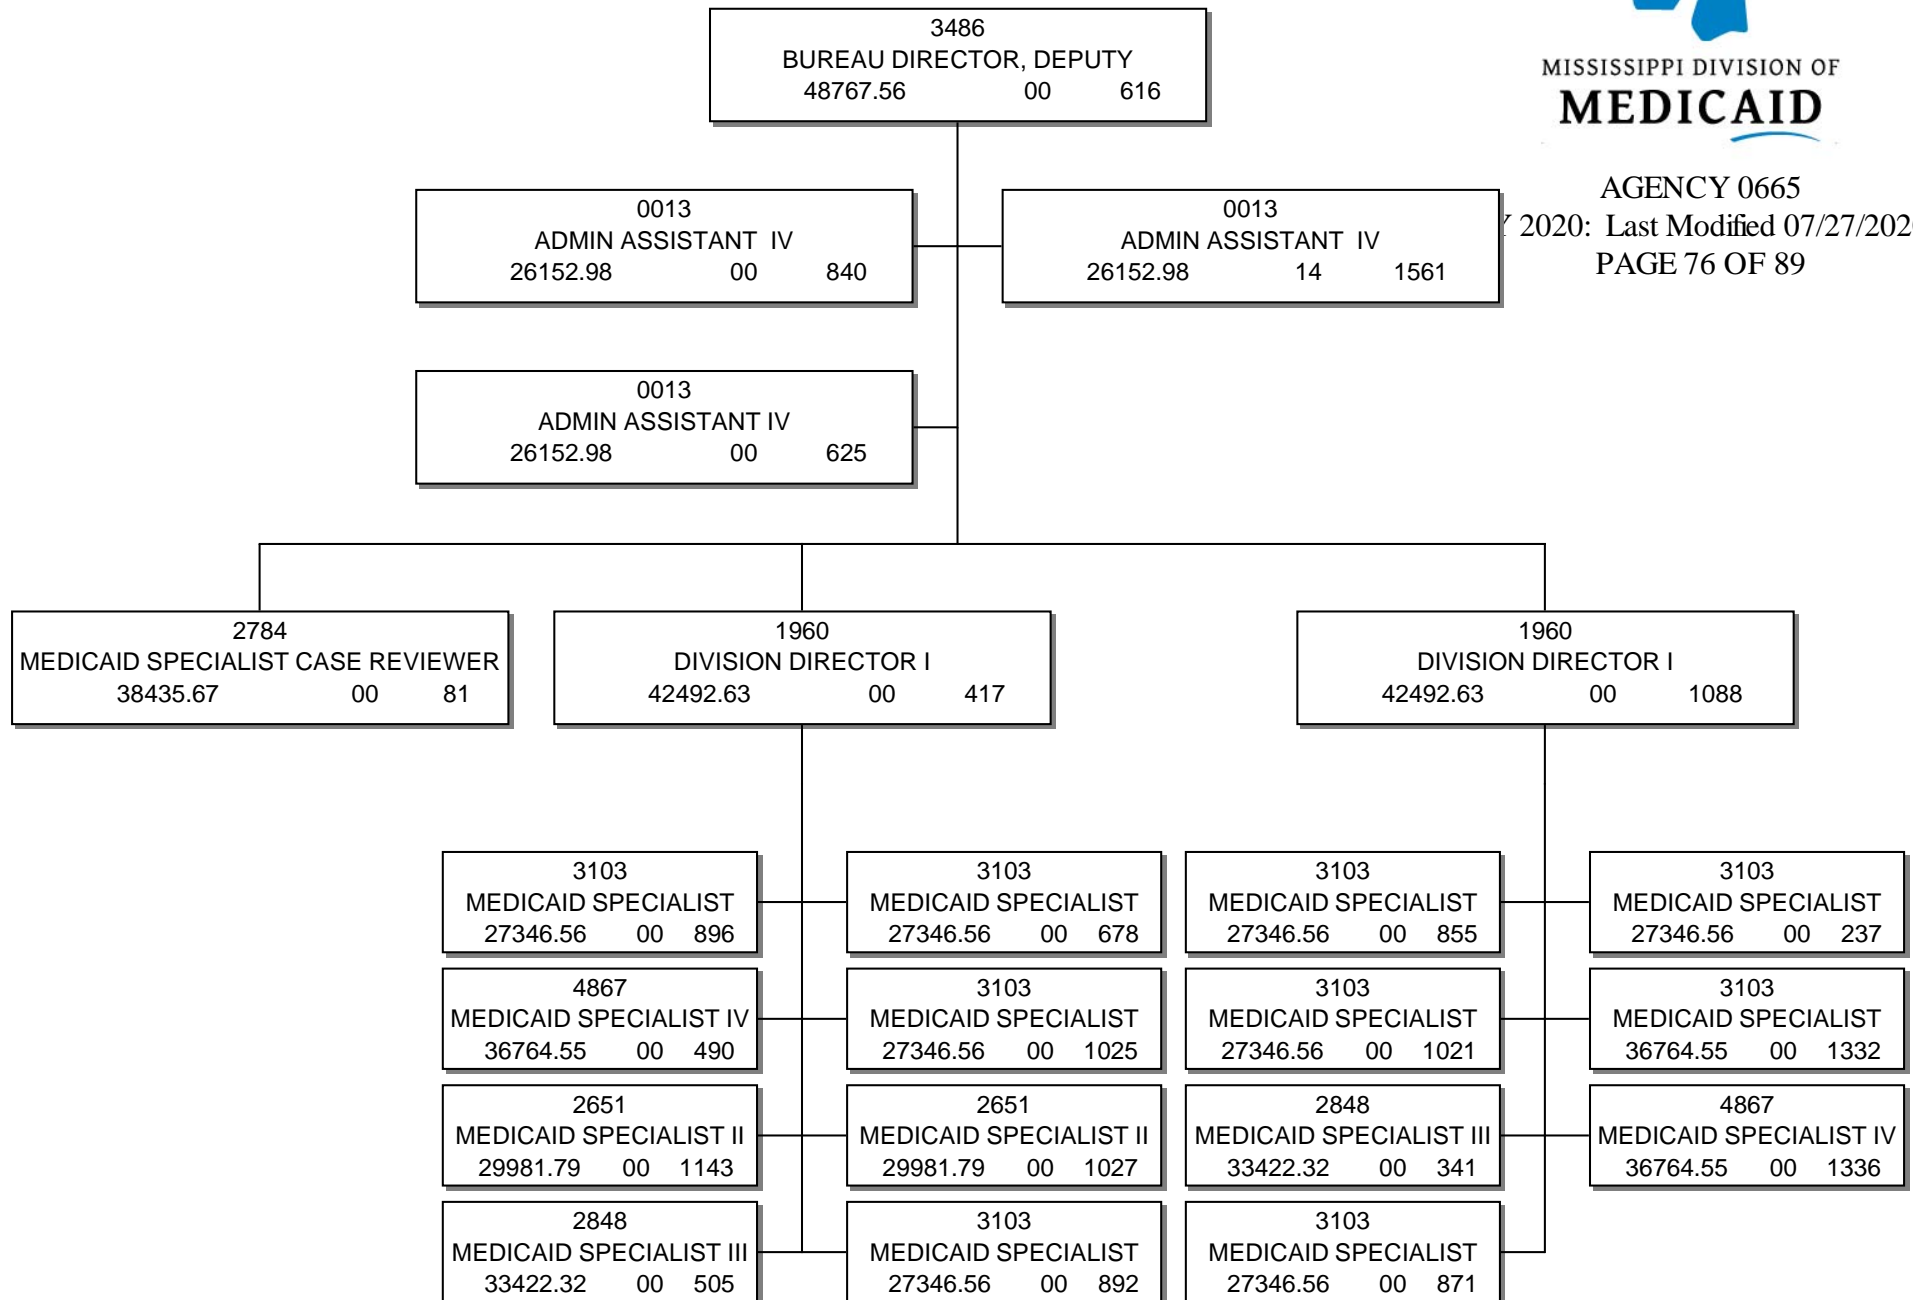 3486
BUREAU DIRECTOR, DEPUTY
48767.56 00 616
MISSISSIPPI DIVISION OF
MEDICAID
AGENCY 0665
2020: Last Modified 07/27/202
PAGE 76 OF 89
0013
ADMIN ASSISTANT IV
26152.98 00 840
0013
ADMIN ASSISTANT IV
26152.98 14 1561
0013
ADMIN ASSISTANT IV
26152.98 00 625
2784
MEDICAID SPECIALIST CASE REVIEWER
38435.67 00 81
1960
DIVISION DIRECTOR I
42492.63 00 417
1960
DIVISION DIRECTOR I
42492.63 00 1088
3103
MEDICAID SPECIALIST
27346.56 00 896
3103
MEDICAID SPECIALIST
27346.56 00 678
3103
MEDICAID SPECIALIST
27346.56 00 855
3103
MEDICAID SPECIALIST
27346.56 00 237
4867
MEDICAID SPECIALIST IV
36764.55 00 490
3103
MEDICAID SPECIALIST
27346.56 00 1025
3103
MEDICAID SPECIALIST
27346.56 00 1021
3103
MEDICAID SPECIALIST
36764.55 00 1332
2651
MEDICAID SPECIALIST II
29981.79 00 1143
2651
MEDICAID SPECIALIST II
29981.79 00 1027
2848
MEDICAID SPECIALIST III
33422.32 00 341
4867
MEDICAID SPECIALIST IV
36764.55 00 1336
2848
MEDICAID SPECIALIST III
33422.32 00 505
3103
MEDICAID SPECIALIST
27346.56 00 892
3103
MEDICAID SPECIALIST
27346.56 00 871